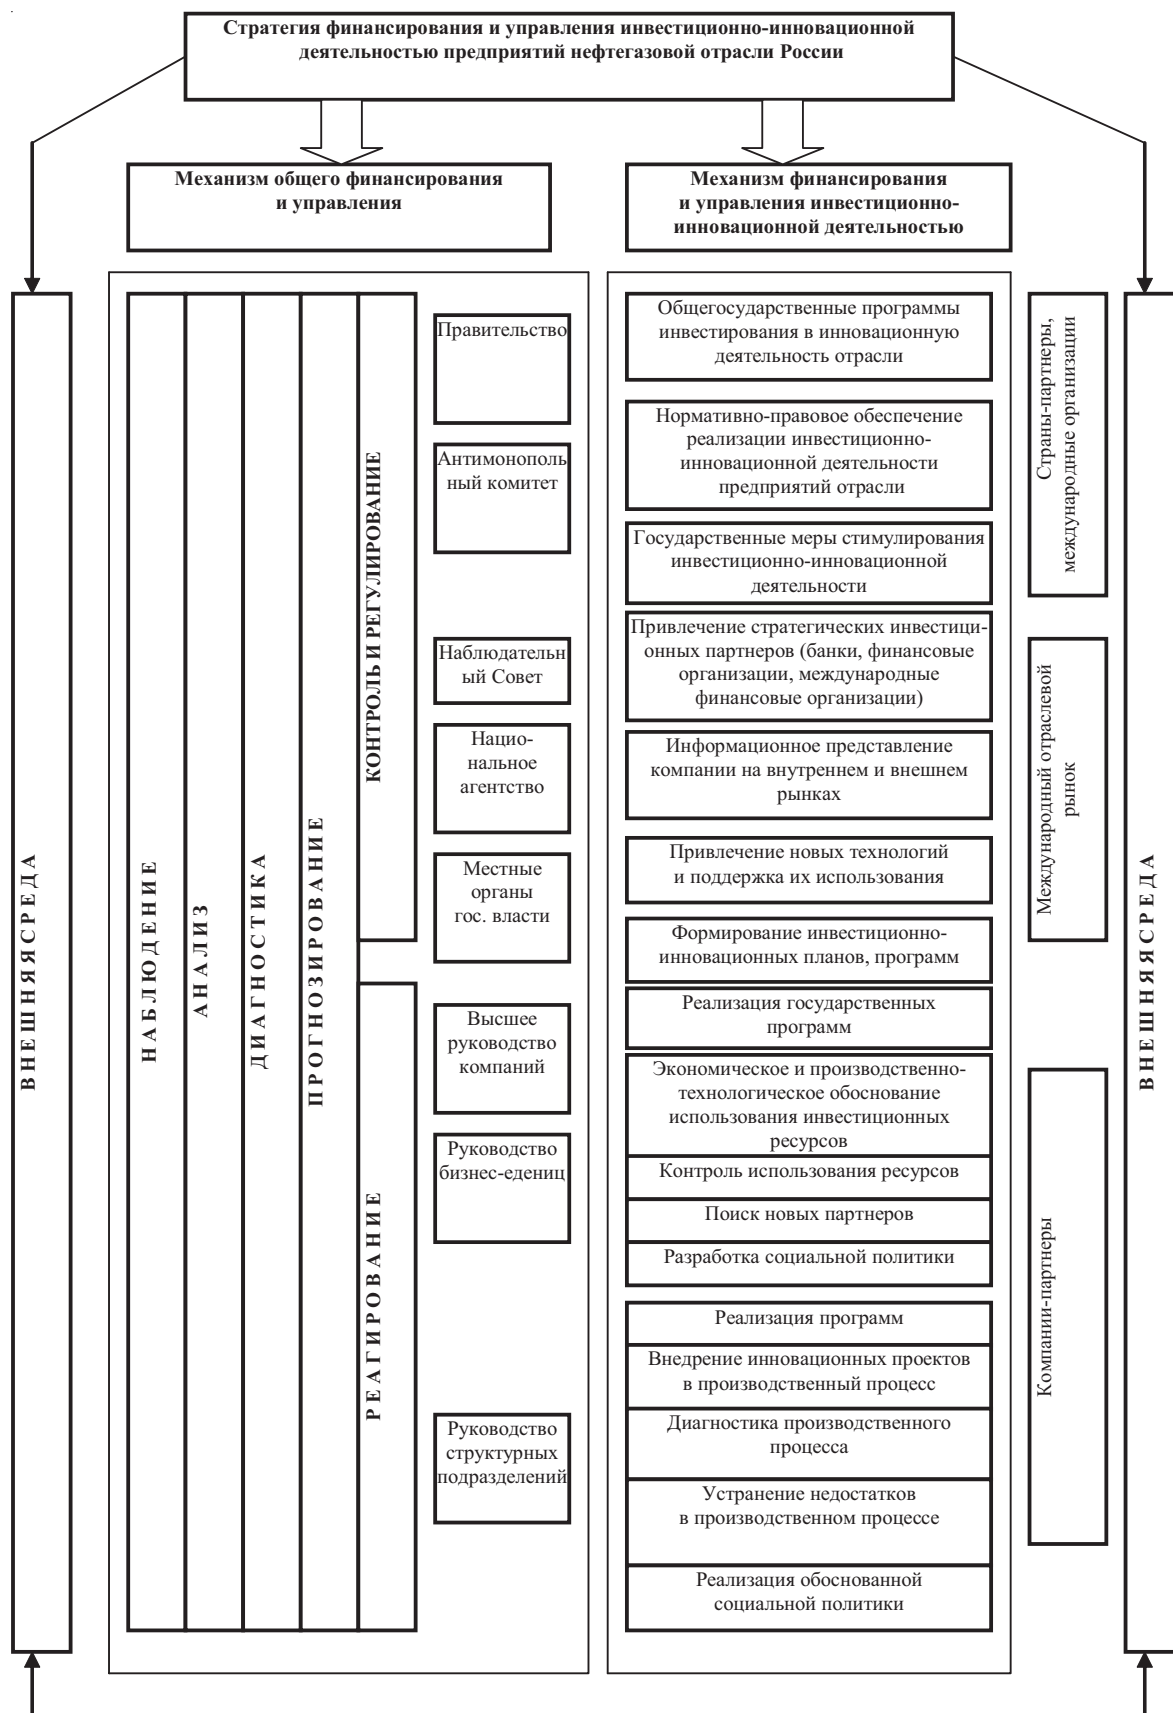 Стратегия финансирования и управления инвестиционно-инновационной
деятельностью предприятий нефтегазовой отрасли России
Механизм общего финансирования
и управления
Механизм финансирования
и управления инвестиционно-
инновационной деятельностью
ВНЕШНЯЯ СРЕДА
НАБЛЮДЕНИЕ
АНАЛИЗ
ДИАГНОСТИКА
ПРОГНОЗИРОВАНИЕ
КОНТРОЛЬ И РЕГУЛИРОВАНИЕ
РЕАГИРОВАНИЕ
Правительство
Антимонополь
ный комитет
Наблюдательн
ый Совет
Нацио-
нальное
агентство
Местные
органы
гос. власти
Высшее
руководство
компаний
Руководство
бизнес-едениц
Руководство
структурных
подразделений
Общегосударственные программы
инвестирования в инновационную
деятельность отрасли
Нормативно-правовое обеспечение
реализации инвестиционно-
инновационной деятельности
предприятий отрасли
Государственные меры стимулирования
инвестиционно-инновационной
деятельности
Привлечение стратегических инвестици-
онных партнеров (банки, финансовые
организации, международные
финансовые организации)
Информационное представление
компании на внутреннем и внешнем
рынках
Привлечение новых технологий
и поддержка их использования
Формирование инвестиционно-
инновационных планов, программ
Реализация государственных
программ
Экономическое и производственно-
технологическое обоснование
использования инвестиционных
ресурсов
Контроль использования ресурсов
Поиск новых партнеров
Разработка социальной политики
Реализация программ
Внедрение инновационных проектов
в производственный процесс
Диагностика производственного
процесса
Устранение недостатков
в производственном процессе
Реализация обоснованной
социальной политики
Страны-партнеры,
международные организации
Международный отраслевой
рынок
Компании-партнеры
ВНЕШНЯЯ СРЕДА